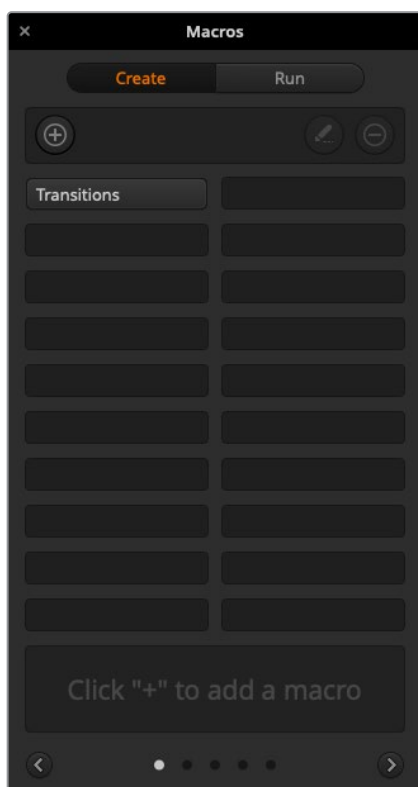 Macros
Create
Run
Transitions
Click "+" to add a macro